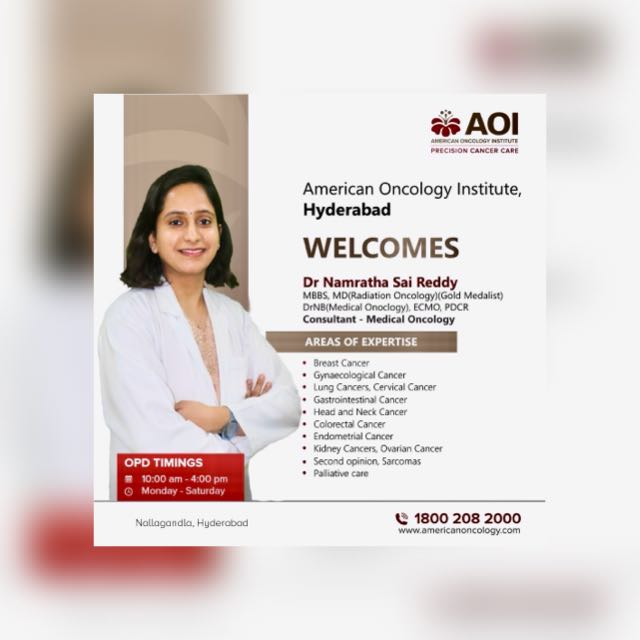 AOI
AMERICAN ONCOLOGY INSTITUTE
PRECISION CANCER CARE
American Oncology Institute,
Hyderabad
WELCOMES
Dr Namratha Sai Reddy
MBBS, MD(Radiation Oncology)(Gold Medalist)
DrNB(Medical Onoclogy), ECMO, PDCR
Consultant - Medical Oncology
AREAS OF EXPERTISE
• Breast Cancer
• Gynaecological Cancer
• Lung Cancers, Cervical Cancer
• Gastrointestinal Cancer
• Head and Neck Cancer
• Colorectal Cancer
• Endometrial Cancer
• Kidney Cancers, Ovarian Cancer
• Second opinion, Sarcomas
• Palliative care
OPD TIMINGS
10:00 am - 4:00 pm
Monday - Saturday
Nallagandla, Hyderabad
1800 208 2000
www.americanoncology.com